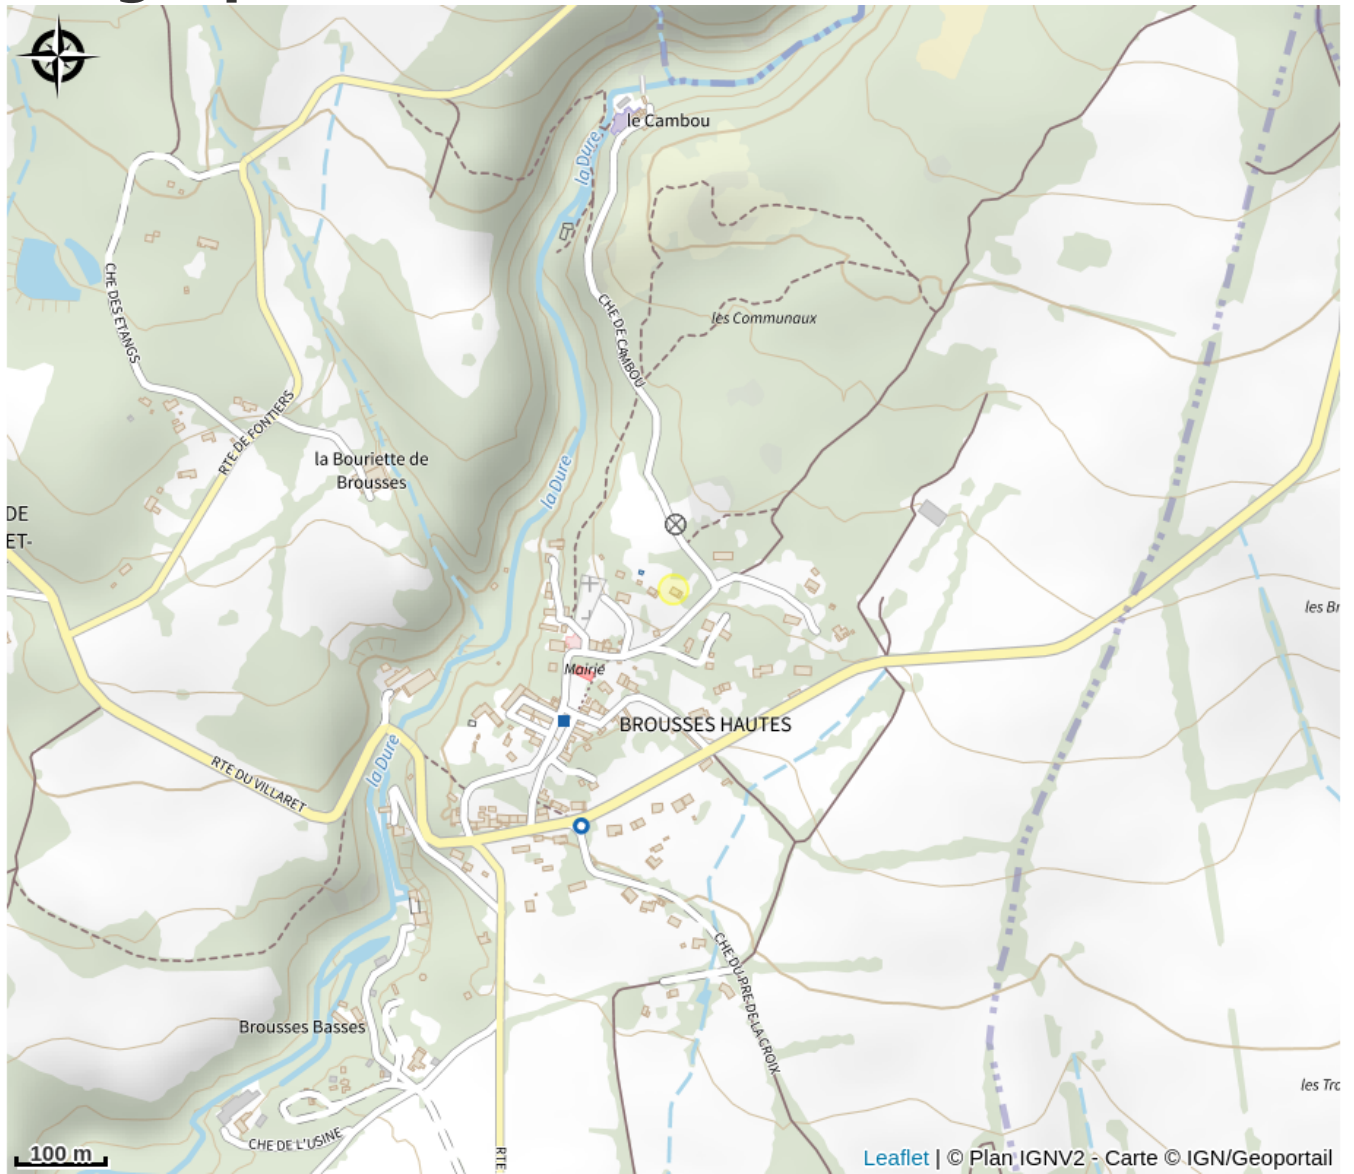 le Cambou
la Dure
CHE DES ETANGS
CHE DE CAMBOU
les Communaux
RTE DE FONTIERS
la Bouriette de
Brousses
la Dure
DE
ET-
les Br
Mairie
BROUSSES HAUTES
la Dure
RTE DU VILLARET
CHE DU PRE DE LA CROIX
Brousses Basses
les Tro
CHE DE L'USINE
RTE
100 m
Leaflet | © Plan IGNV2 - Carte © IGN/Geoportail